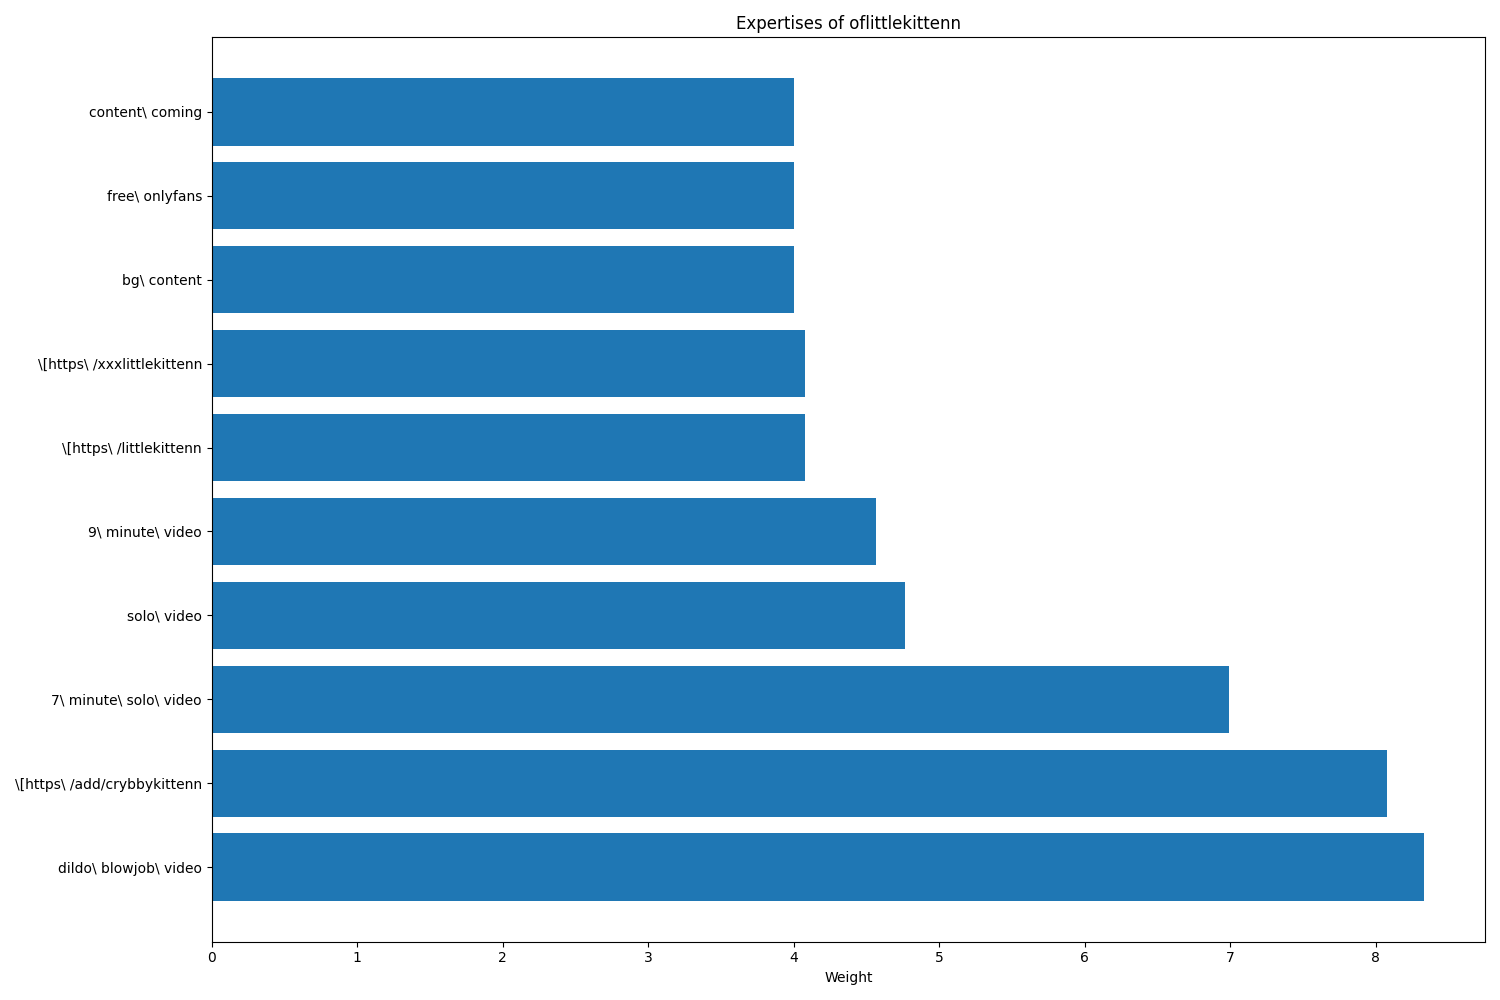 Expertises of oflittlekittenn
content\ coming
free\ onlyfans
bg\ content
\[https\ /xxxlittlekittenn
\[https\ /littlekittenn
9\ minute\ video
solo\ video
7\ minute\ solo\ video
\[https\ /add/crybbykittenn
dildo\ blowjob\ video
0 1 2 3 4 5 6 7 8
Weight